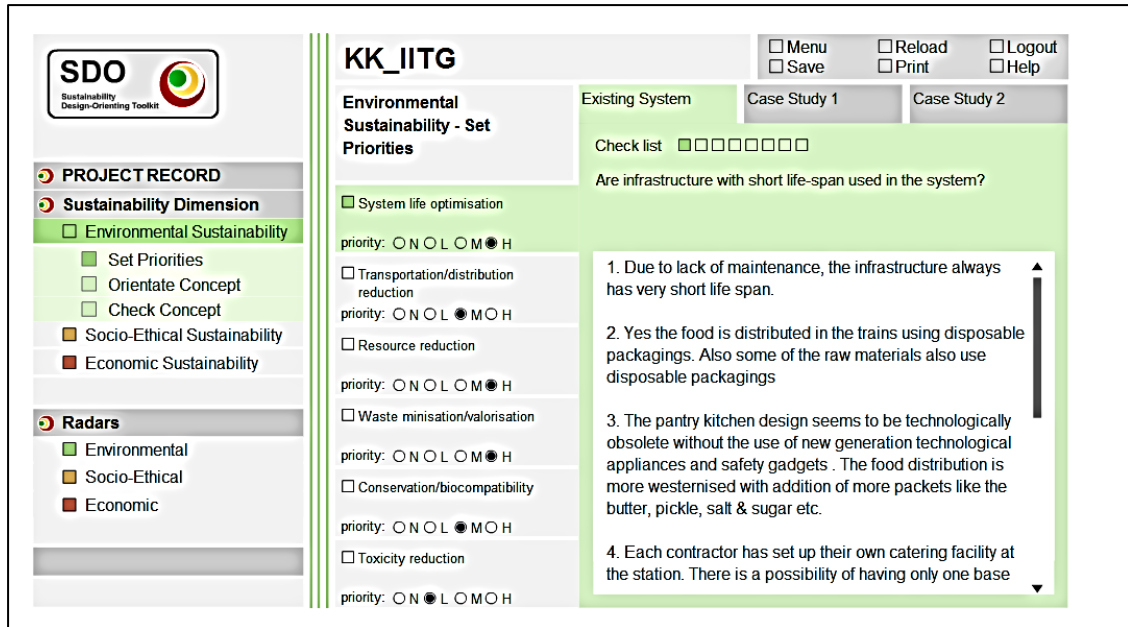 SDO
Sustainability
Design-Orienting Toolkit
PROJECT RECORD
Sustainability Dimension
Environmental Sustainability
Set Priorities
Orientate Concept
Check Concept
Socio-Ethical Sustainability
Economic Sustainability
Radars
Environmental
Socio-Ethical
Economic
KK_IITG
Menu Reload Logout
Save Print Help
Environmental
Sustainability - Set
Priorities
System life optimisation
priority: N L M H
Transportation/distribution
reduction
priority: N L M H
Resource reduction
priority: N L M H
Waste minisation/valorisation
priority: N L M H
Conservation/biocompatibility
priority: N L M H
Toxicity reduction
priority: N L M H
Existing System Case Study 1 Case Study 2
Check list
Are infrastructure with short life-span used in the system?
1. Due to lack of maintenance, the infrastructure always
has very short life span.
2. Yes the food is distributed in the trains using disposable
packagings. Also some of the raw materials also use
disposable packagings
3. The pantry kitchen design seems to be technologically
obsolete without the use of new generation technological
appliances and safety gadgets . The food distribution is
more westernised with addition of more packets like the
butter, pickle, salt & sugar etc.
4. Each contractor has set up their own catering facility at
the station. There is a possibility of having only one base